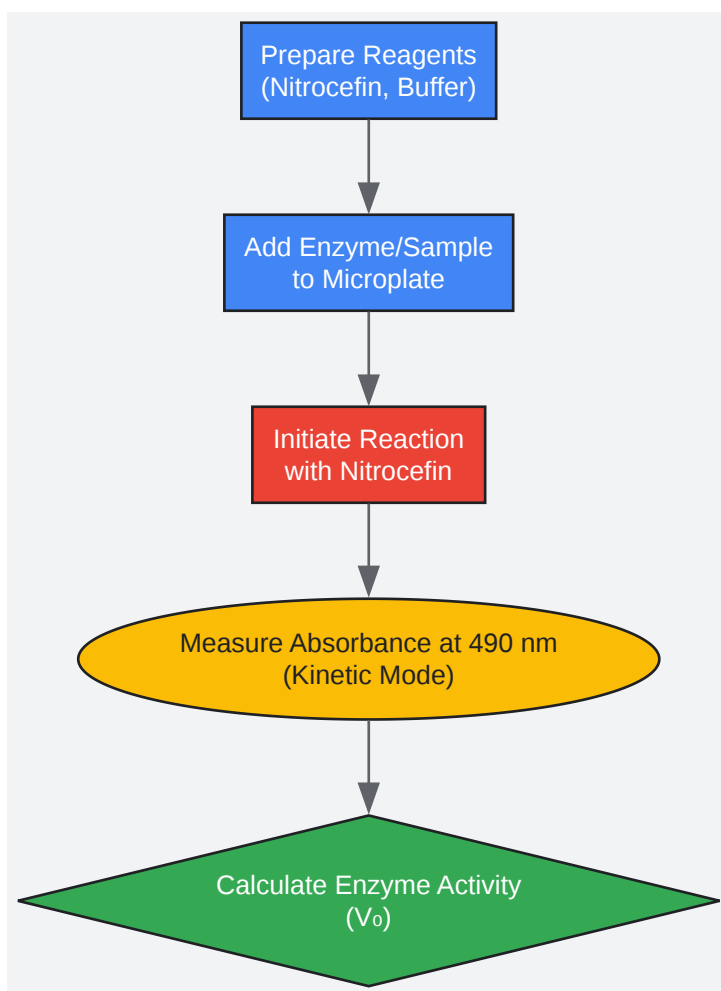 Prepare Reagents
(Nitrocefin, Buffer)
Add Enzyme/Sample
to Microplate
Initiate Reaction
with Nitrocefin
Measure Absorbance at 490 nm
(Kinetic Mode)
Calculate Enzyme Activity
(V₀)